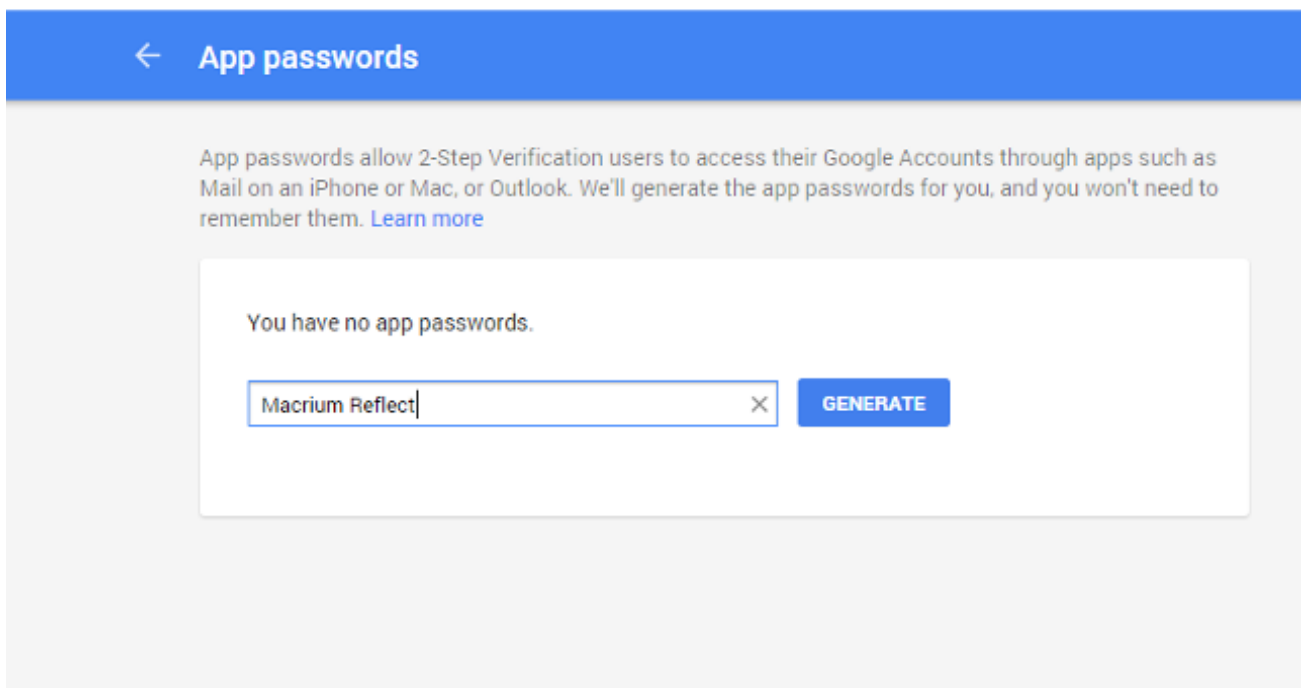 App passwords
App passwords allow 2-Step Verification users to access their Google Accounts through apps such as
Mail on an iPhone or Mac, or Outlook. We'll generate the app passwords for you, and you won't need to
remember them. Learn more
You have no app passwords.
Macrium Reflect GENERATE